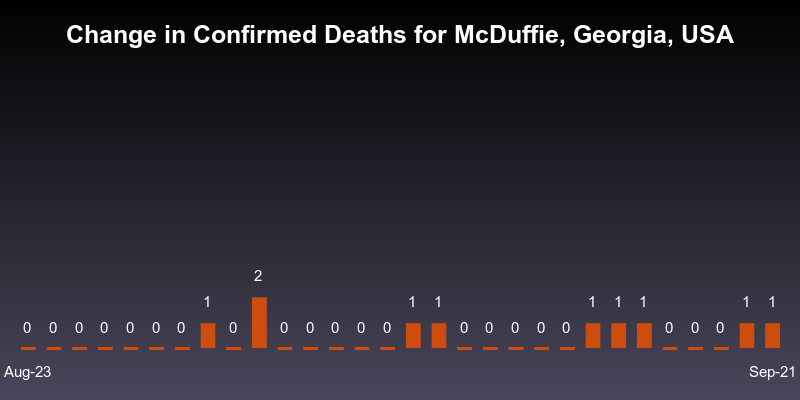 Change in Confirmed Deaths for McDuffie, Georgia, USA
2
1 1 1 1 1 1 1 1
0 0 0 0 0 0 0 0 0 0 0 0 0 0 0 0 0 0 0 0 0
Aug-23 Sep-21